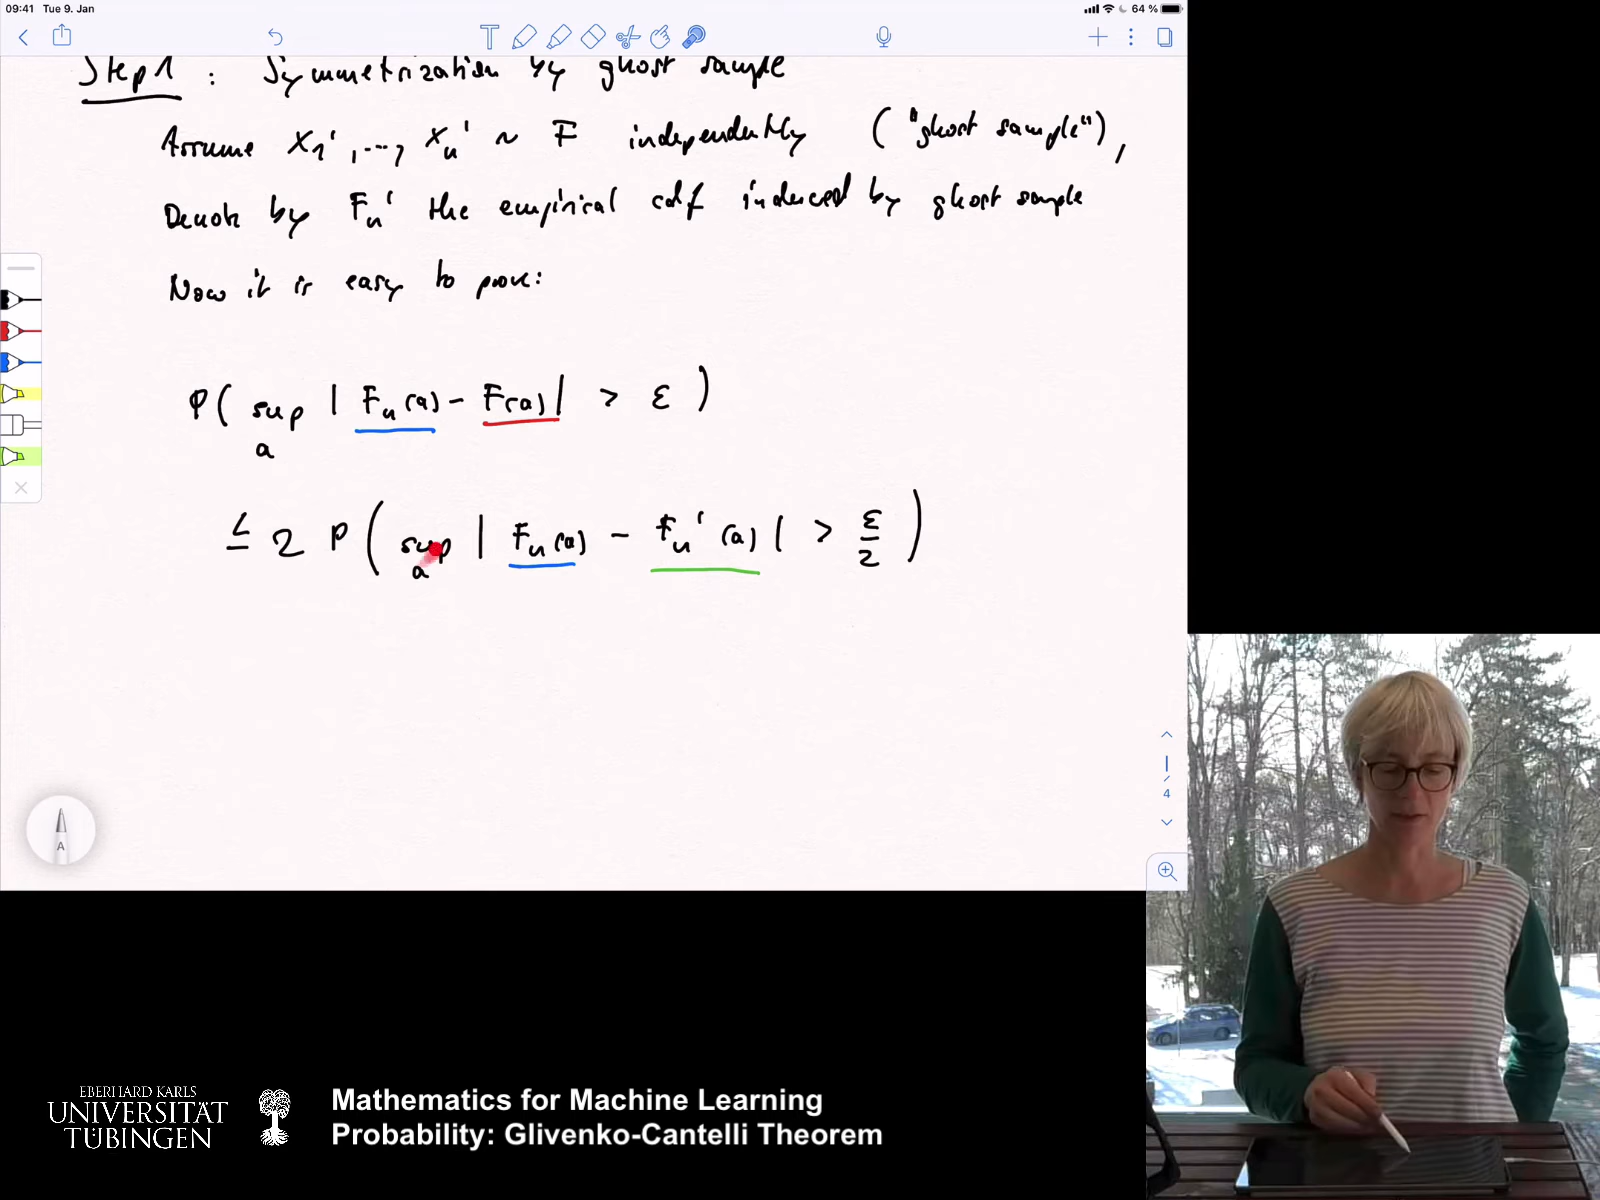 09:41 Tue 9. Jan 64 %
Step 1 : Symmetrization by ghost sample
Assume X₁', ..., Xₙ' ~ F independently ("ghost sample"),
Denote by Fₙ' the empirical cdf induced by ghost sample
Now it is easy to prove:
P( sup | Fₙ(a) - F(a) | > ε )
a
≤ 2 P ( sup | Fₙ(a) - Fₙ'(a) | > ε/2 )
a
1
/
4
A
EBERHARD KARLS
UNIVERSITÄT
TÜBINGEN
Mathematics for Machine Learning
Probability: Glivenko-Cantelli Theorem